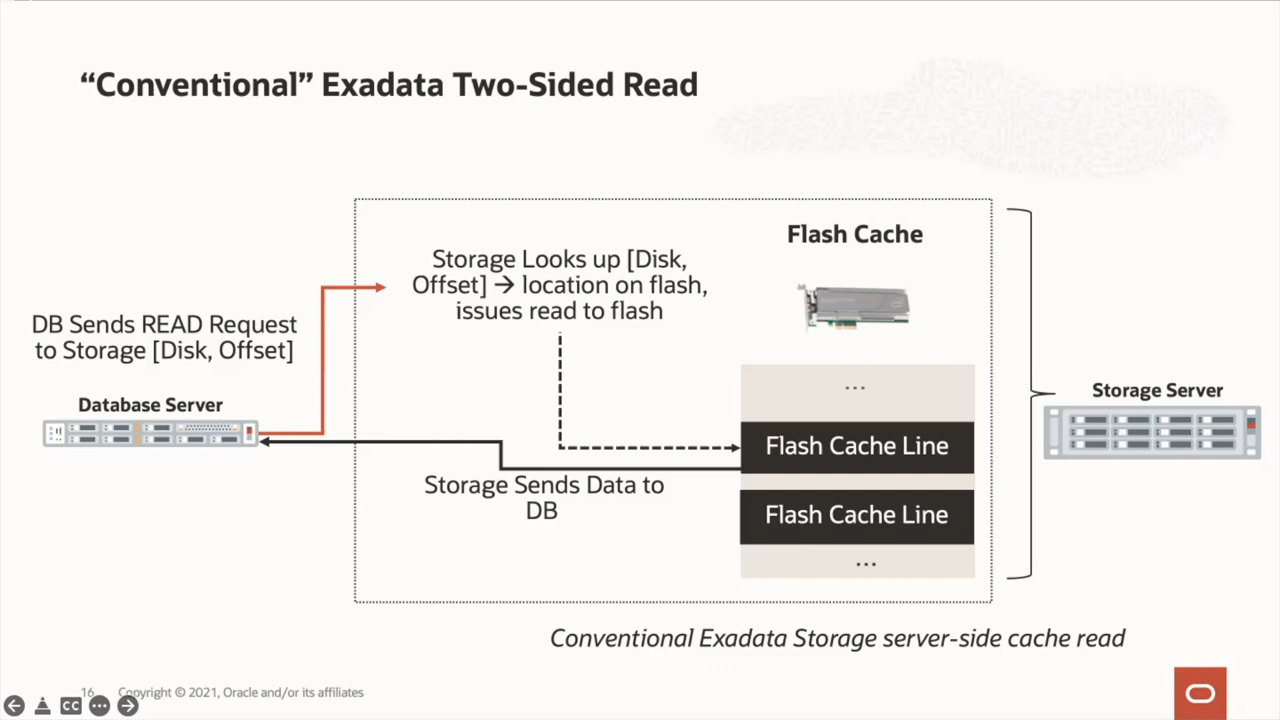 “Conventional” Exadata Two-Sided Read
Flash Cache
Storage Looks up [Disk,
Offset] → location on flash,
issues read to flash
DB Sends READ Request
to Storage [Disk, Offset]
Database Server
...
Storage Server
Flash Cache Line
Storage Sends Data to
DB
Flash Cache Line
...
Conventional Exadata Storage server-side cache read
16 Copyright © 2021, Oracle and/or its affiliates
CC